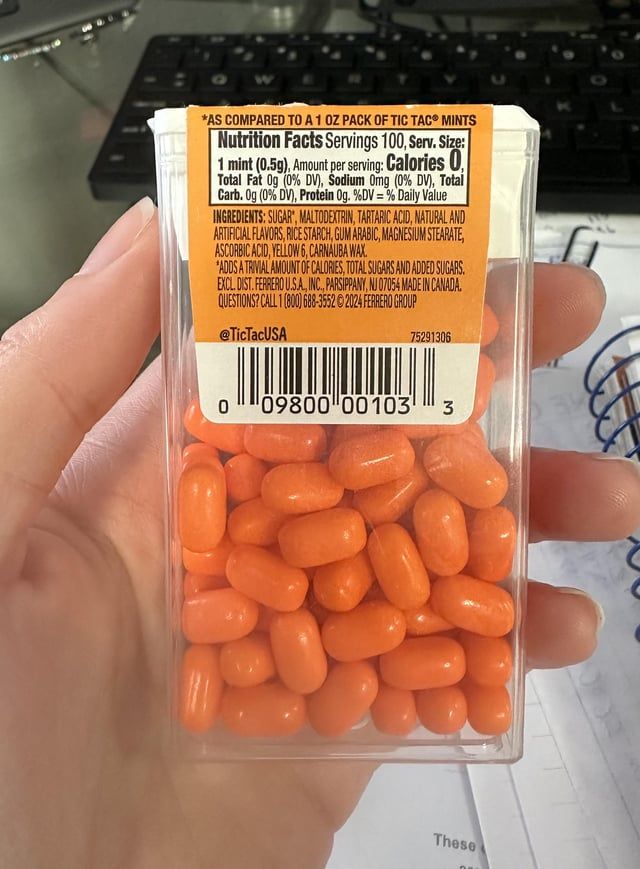 *AS COMPARED TO A 1 OZ PACK OF TIC TAC® MINTS
Nutrition Facts Servings 100, Serv. Size:
1 mint (0.5g), Amount per serving: Calories 0,
Total Fat 0g (0% DV), Sodium 0mg (0% DV), Total
Carb. 0g (0% DV), Protein 0g. %DV = % Daily Value
INGREDIENTS: SUGAR*, MALTODEXTRIN, TARTARIC ACID, NATURAL AND
ARTIFICIAL FLAVORS, RICE STARCH, GUM ARABIC, MAGNESIUM STEARATE,
ASCORBIC ACID, YELLOW 6, CARNAUBA WAX.
*ADDS A TRIVIAL AMOUNT OF CALORIES, TOTAL SUGARS AND ADDED SUGARS.
EXCL. DIST. FERRERO U.S.A., INC., PARSIPPANY, NJ 07054 MADE IN CANADA.
QUESTIONS? CALL 1 (800) 688-3552 © 2024 FERRERO GROUP
@TicTacUSA 75291306
0 09800 00103 3
These